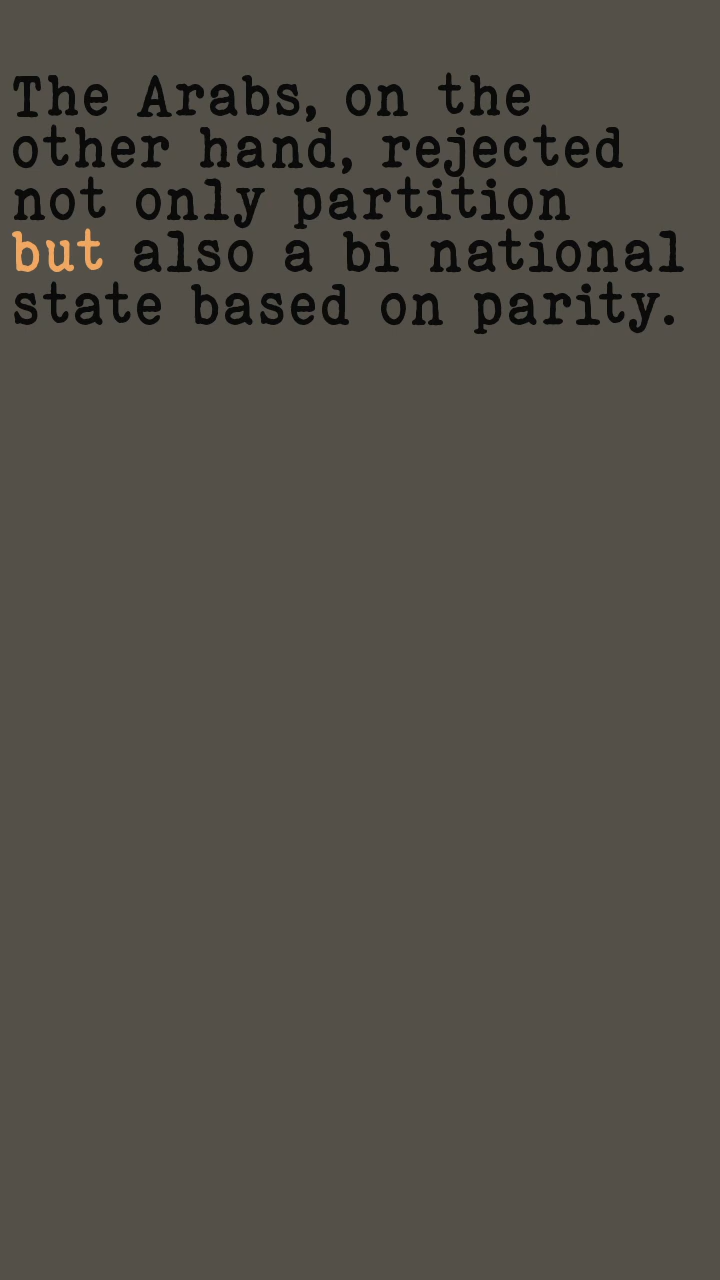 The Arabs, on the
other hand, rejected
not only partition
but also a bi national
state based on parity.